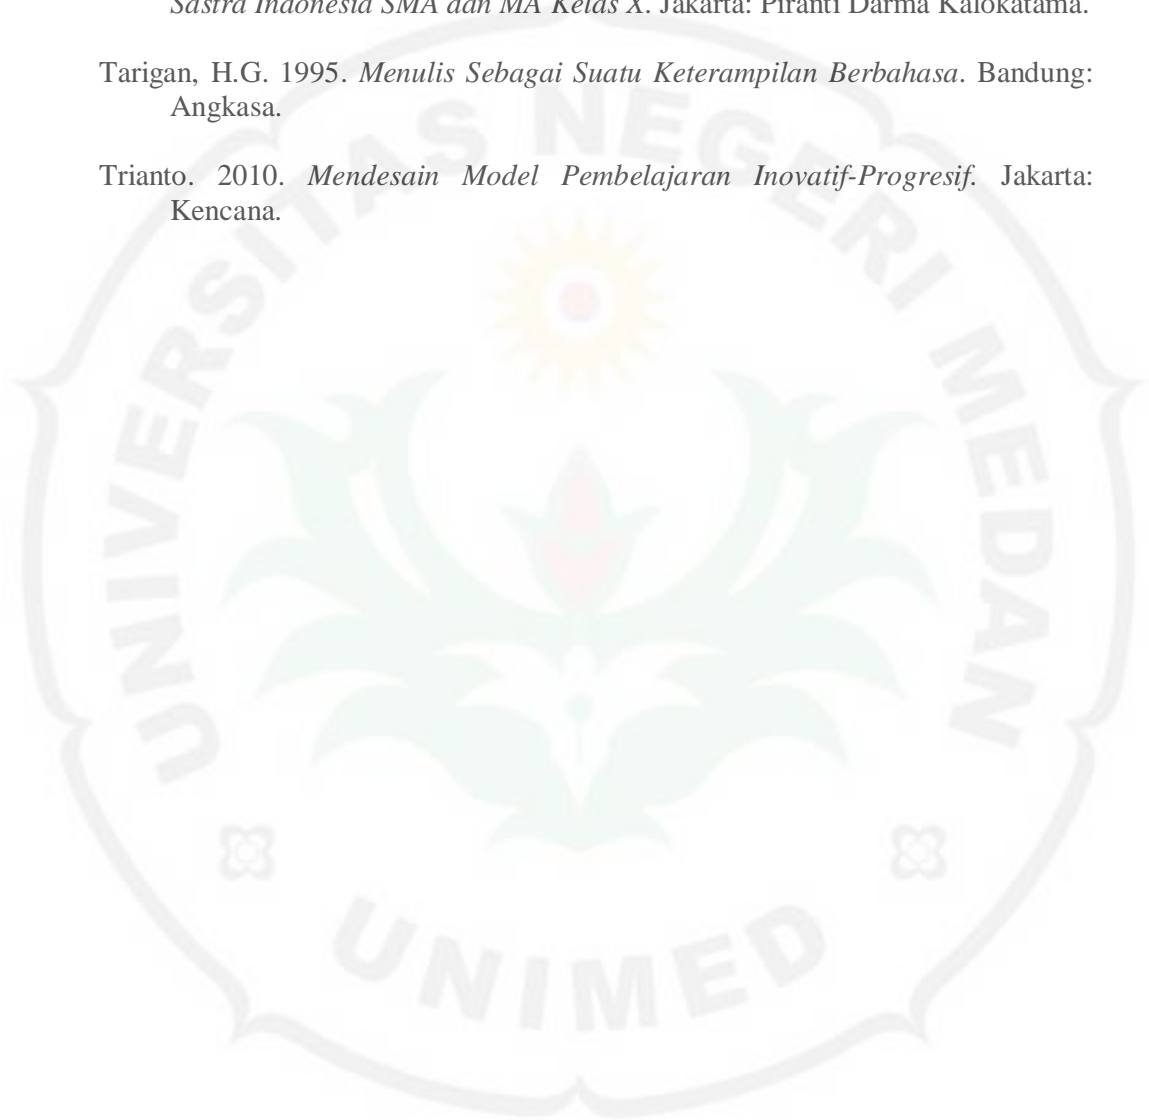 Sastra Indonesia SMA dan MA Kelas X. Jakarta: Piranti Darma Kalokatama.
Tarigan, H.G. 1995. Menulis Sebagai Suatu Keterampilan Berbahasa. Bandung:
Angkasa.
Trianto. 2010. Mendesain Model Pembelajaran Inovatif-Progresif. Jakarta:
Kencana.
UNIVERSITAS NEGERI MEDAN
UNIMED